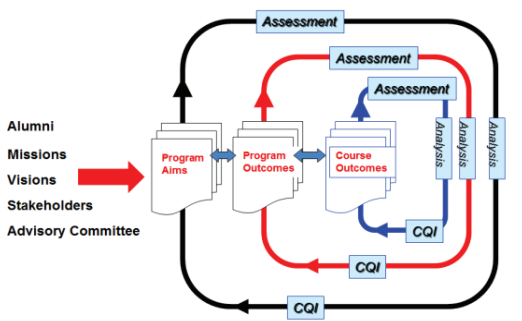 Assessment
Assessment
Assessment
Alumni
Missions
Visions
Stakeholders
Advisory Committee
Program
Aims
Program
Outcomes
Course
Outcomes
Analysis
Analysis
Analysis
CQI
CQI
CQI